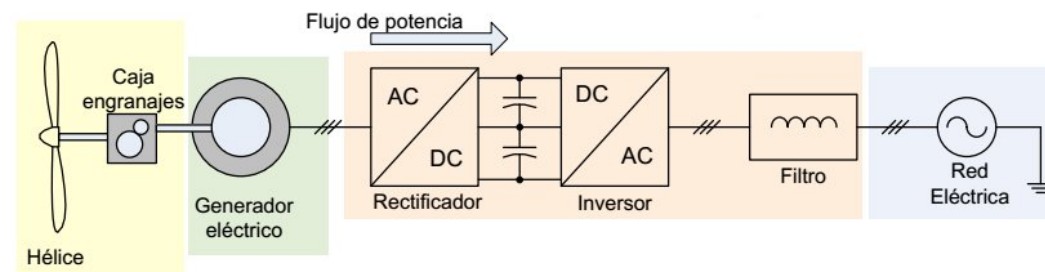 Flujo de potencia
Caja
engranajes
AC
DC
DC
AC
Rectificador
Inversor
Filtro
Generador
eléctrico
Hélice
Red
Eléctrica